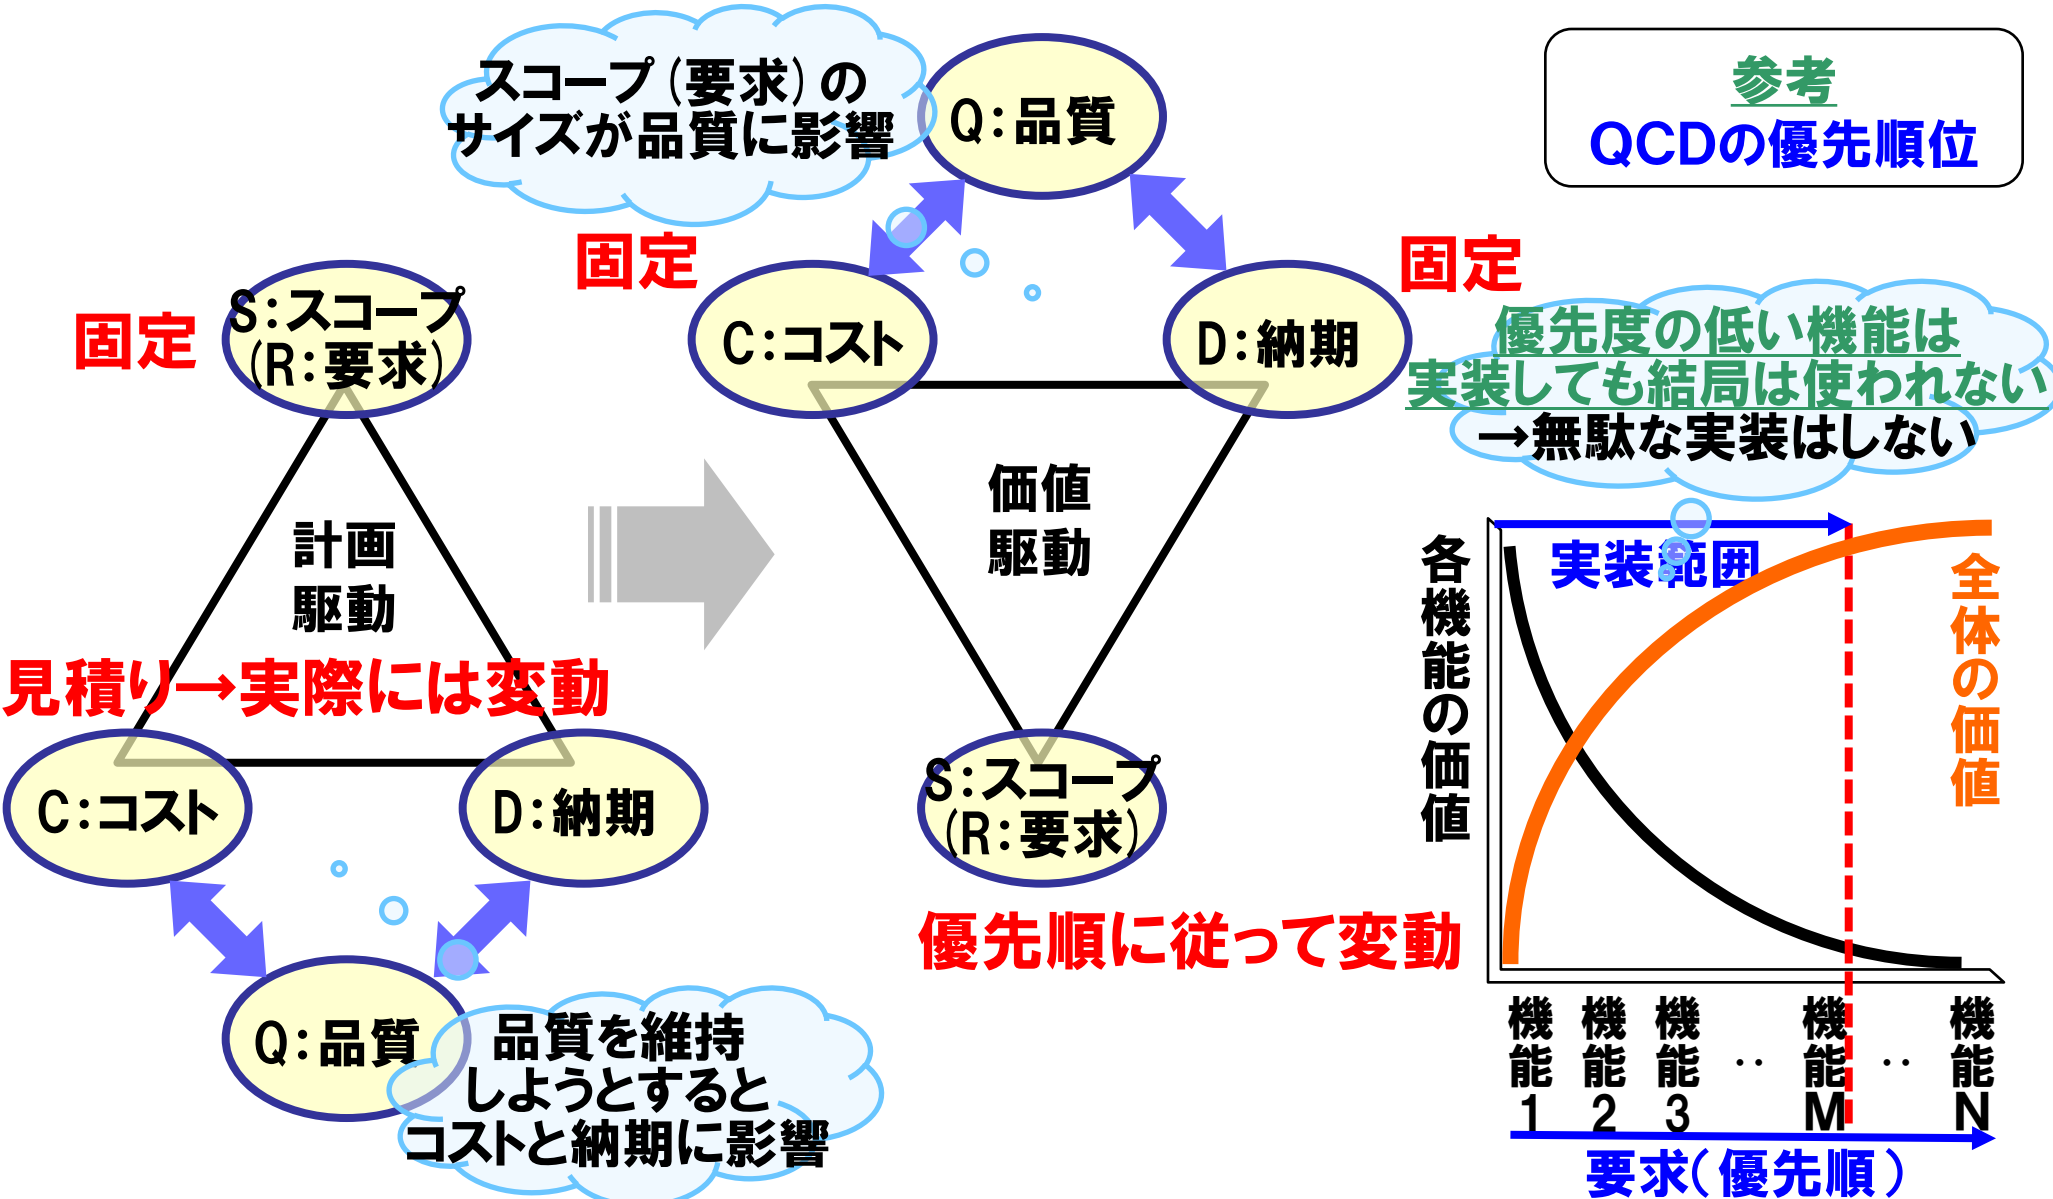 参考
QCDの優先順位
スコープ(要求)の
サイズが品質に影響
Q:品質
固定
固定
C:コスト
D:納期
価値
駆動
S:スコープ
(R:要求)
優先順に従って変動
固定
S:スコープ
(R:要求)
計画
駆動
見積り→実際には変動
C:コスト
D:納期
Q:品質
品質を維持
しようとすると
コストと納期に影響
優先度の低い機能は
実装しても結局は使われない
→無駄な実装はしない
実装範囲
各機能の価値
全体の価値
機能1
機能2
機能3
‥
機能M
‥
機能N
要求(優先順)